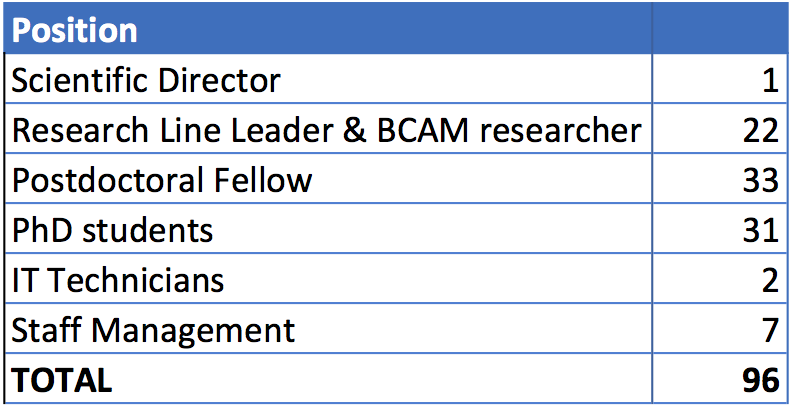 Position
Scientific Director 1
Research Line Leader & BCAM researcher 22
Postdoctoral Fellow 33
PhD students 31
IT Technicians 2
Staff Management 7
TOTAL 96